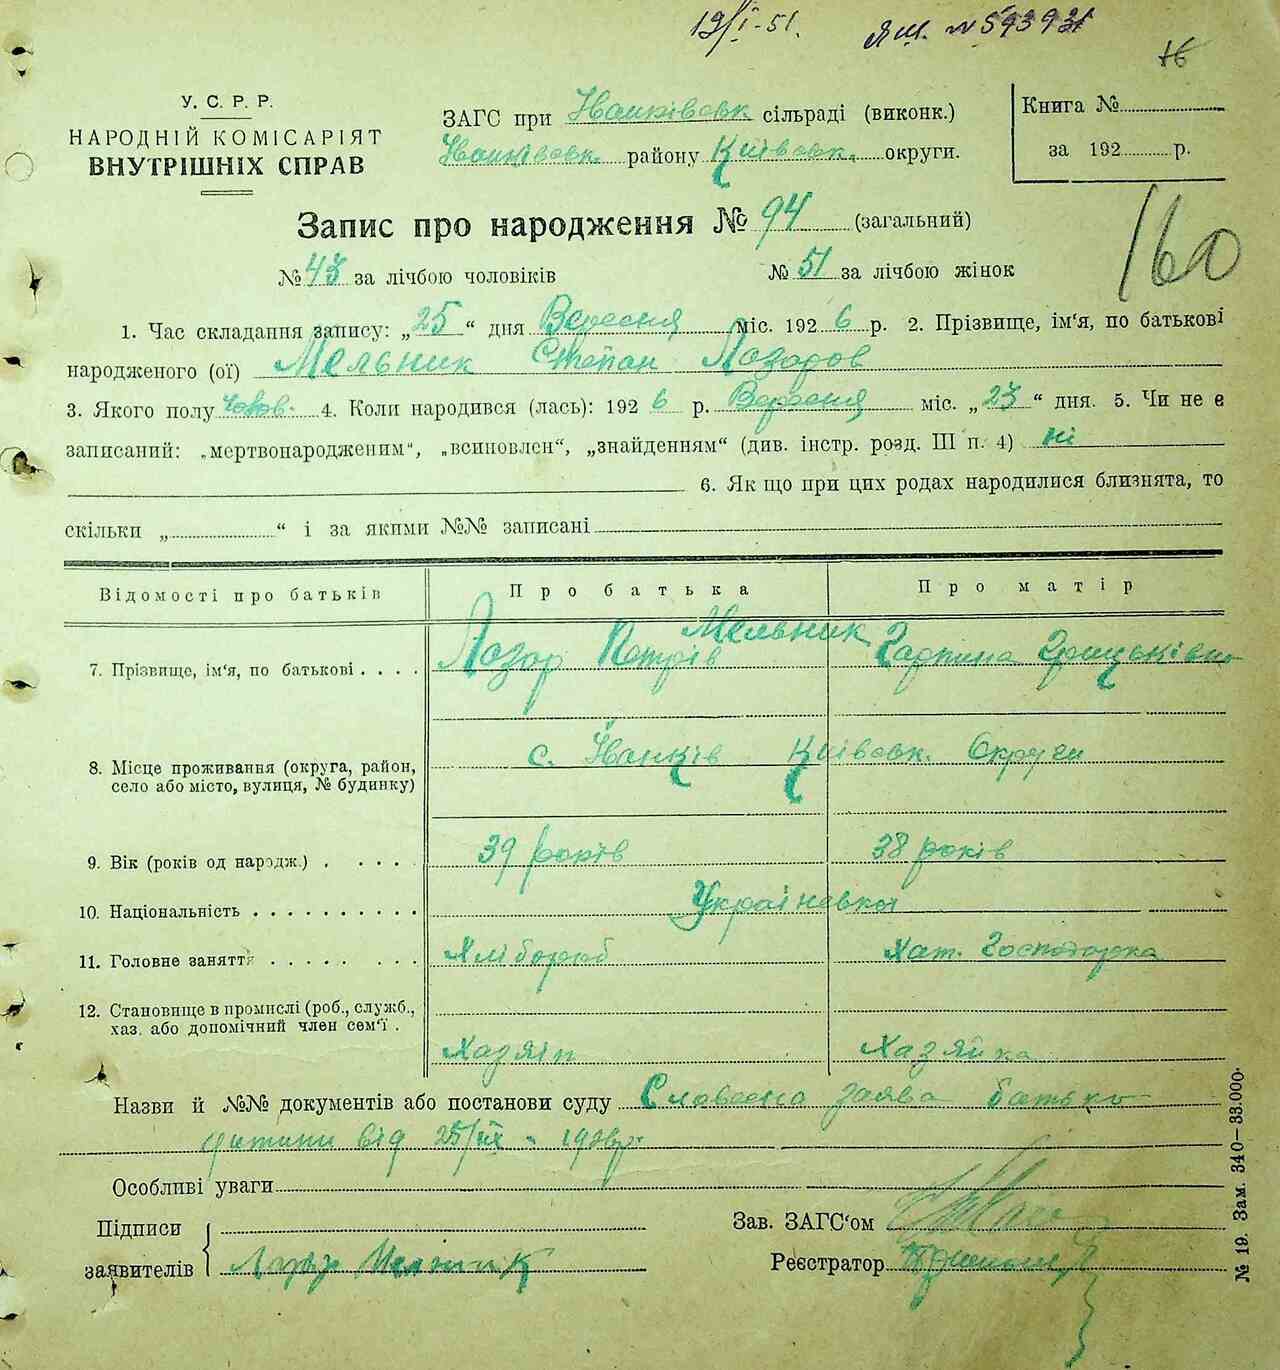 19/I-51. ЯШ. № 593931
16
У. С. Р. Р.
НАРОДНІЙ КОМІСАРІЯТ
ВНУТРІШНІХ СПРАВ
ЗАГС при Іванківськ сільраді (виконк.)
Іванківськ. району Київськ. округи.
Книга №
за 192 р.
Запис про народження № 94 (загальний)
160
№ 43 за лічбою чоловіків № 51 за лічбою жінок
1. Час складання запису: „25“ дня Вересня міс. 1926 р. 2. Прізвище, ім'я, по батькові
народженого (ої) Мельник Степан Лазаров
3. Якого полу Чолов. 4. Коли народився (лась): 1926 р. Вересня міс. „23“ дня. 5. Чи не є
записаний: „мертвонародженим“, „всиновлен“, „знайденням“ (див. інстр. розд. III п. 4) ні
6. Як що при цих родах народилися близнята, то
скільки „ “ і за якими №№ записані
Відомості про батьків Про батька Про матір
Мельник
7. Прізвище, ім'я, по батькові . . . . Лазар Петрів Грицьківна
8. Місце проживання (округа, район, село або місто, вулиця, № будинку) с. Іванків Київськ. Округи
9. Вік (років од народж.) . . . . . 39 років 38 років
10. Національність . . . . . . . . . . Українська
11. Головне заняття . . . . . . . . . Хлібороб Хат. Господарка
12. Становище в промислі (роб., служб.,
хаз. або допомічний член сем'ї .
Хазяїн Хазяйка
Назви й №№ документів або постанови суду Словесна заява батька
дитини від 25/IX - 1926р.
Особливі уваги
Підписи Зав. ЗАГС'ом
заявителів Лазар Мельник Реєстратор
№ 19. Зам. 340—33.000.